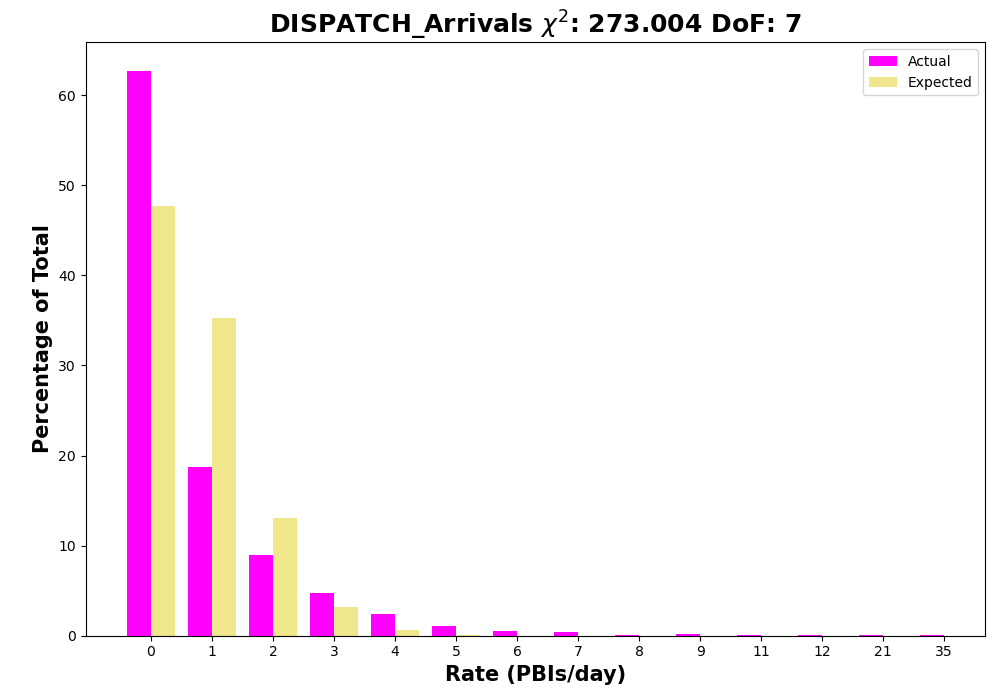 DISPATCH_Arrivals χ²: 273.004 DoF: 7
Actual
Expected
Percentage of Total
60
50
40
30
20
10
0
0 1 2 3 4 5 6 7 8 9 11 12 21 35
Rate (PBIs/day)